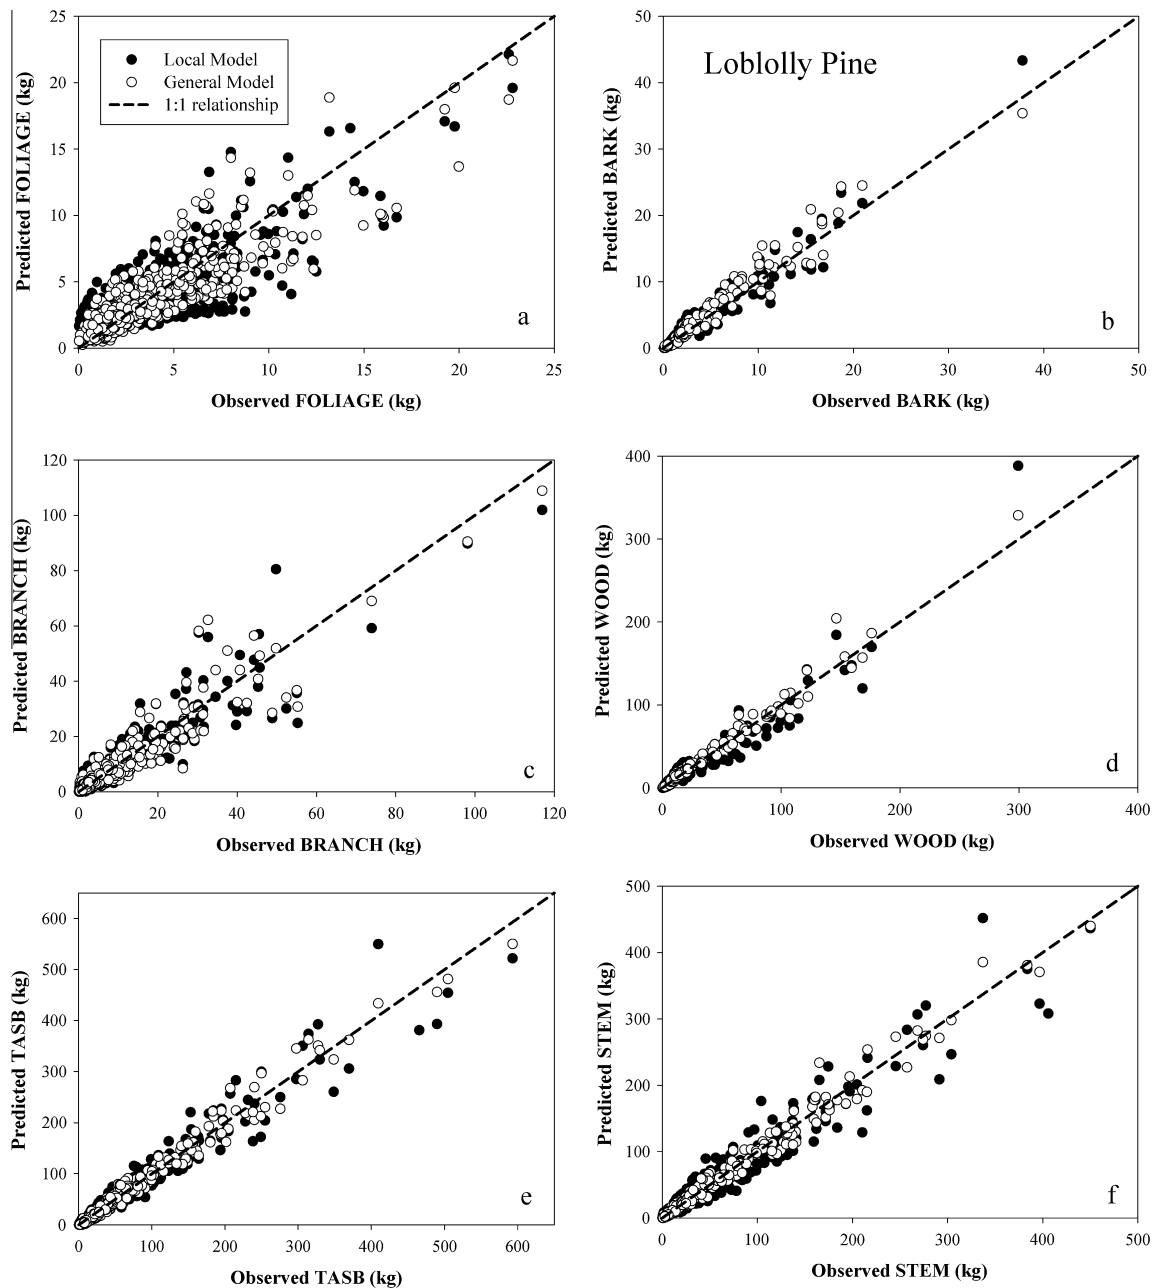 25
20
15
10
5
0
Predicted FOLIAGE (kg)
Local Model
General Model
1:1 relationship
a
0 5 10 15 20 25
Observed FOLIAGE (kg)
50
40
30
20
10
0
Predicted BARK (kg)
Loblolly Pine
b
0 10 20 30 40 50
Observed BARK (kg)
120
100
80
60
40
20
0
Predicted BRANCH (kg)
c
0 20 40 60 80 100 120
Observed BRANCH (kg)
400
300
200
100
0
Predicted WOOD (kg)
d
0 100 200 300 400
Observed WOOD (kg)
600
500
400
300
200
100
0
Predicted TASB (kg)
e
0 100 200 300 400 500 600
Observed TASB (kg)
500
400
300
200
100
0
Predicted STEM (kg)
f
0 100 200 300 400 500
Observed STEM (kg)